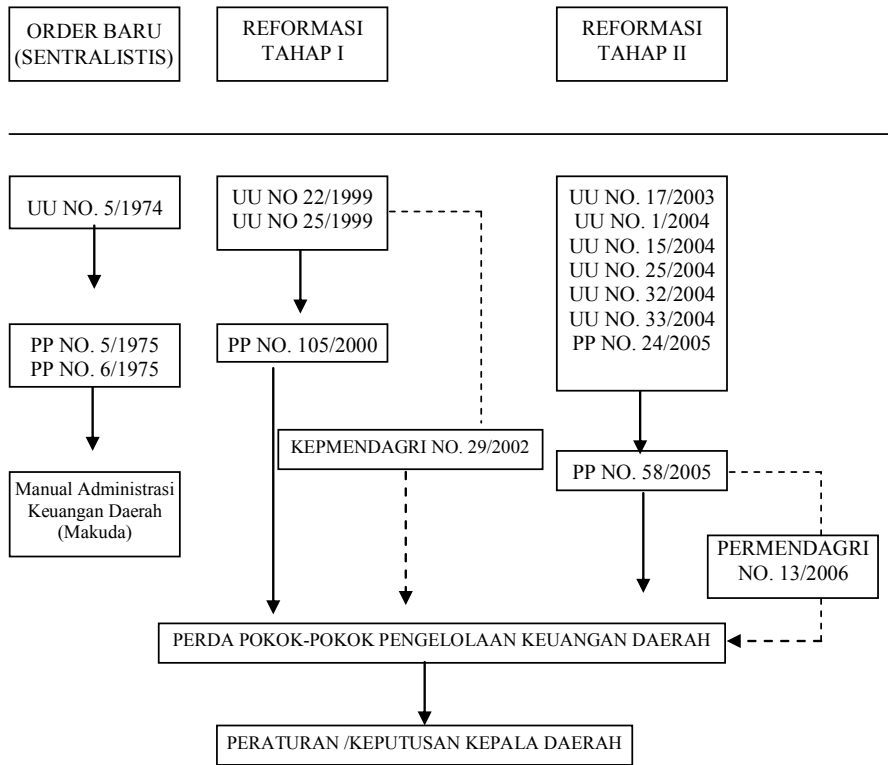 ORDER BARU
(SENTRALISTIS)
REFORMASI
TAHAP I
REFORMASI
TAHAP II
UU NO. 5/1974
UU NO 22/1999
UU NO 25/1999
UU NO. 17/2003
UU NO. 1/2004
UU NO. 15/2004
UU NO. 25/2004
UU NO. 32/2004
UU NO. 33/2004
PP NO. 24/2005
PP NO. 5/1975
PP NO. 6/1975
PP NO. 105/2000
KEPMENDAGRI NO. 29/2002
PP NO. 58/2005
Manual Administrasi
Keuangan Daerah
(Makuda)
PERMENDAGRI
NO. 13/2006
PERDA POKOK-POKOK PENGELOLAAN KEUANGAN DAERAH
PERATURAN /KEPUTUSAN KEPALA DAERAH